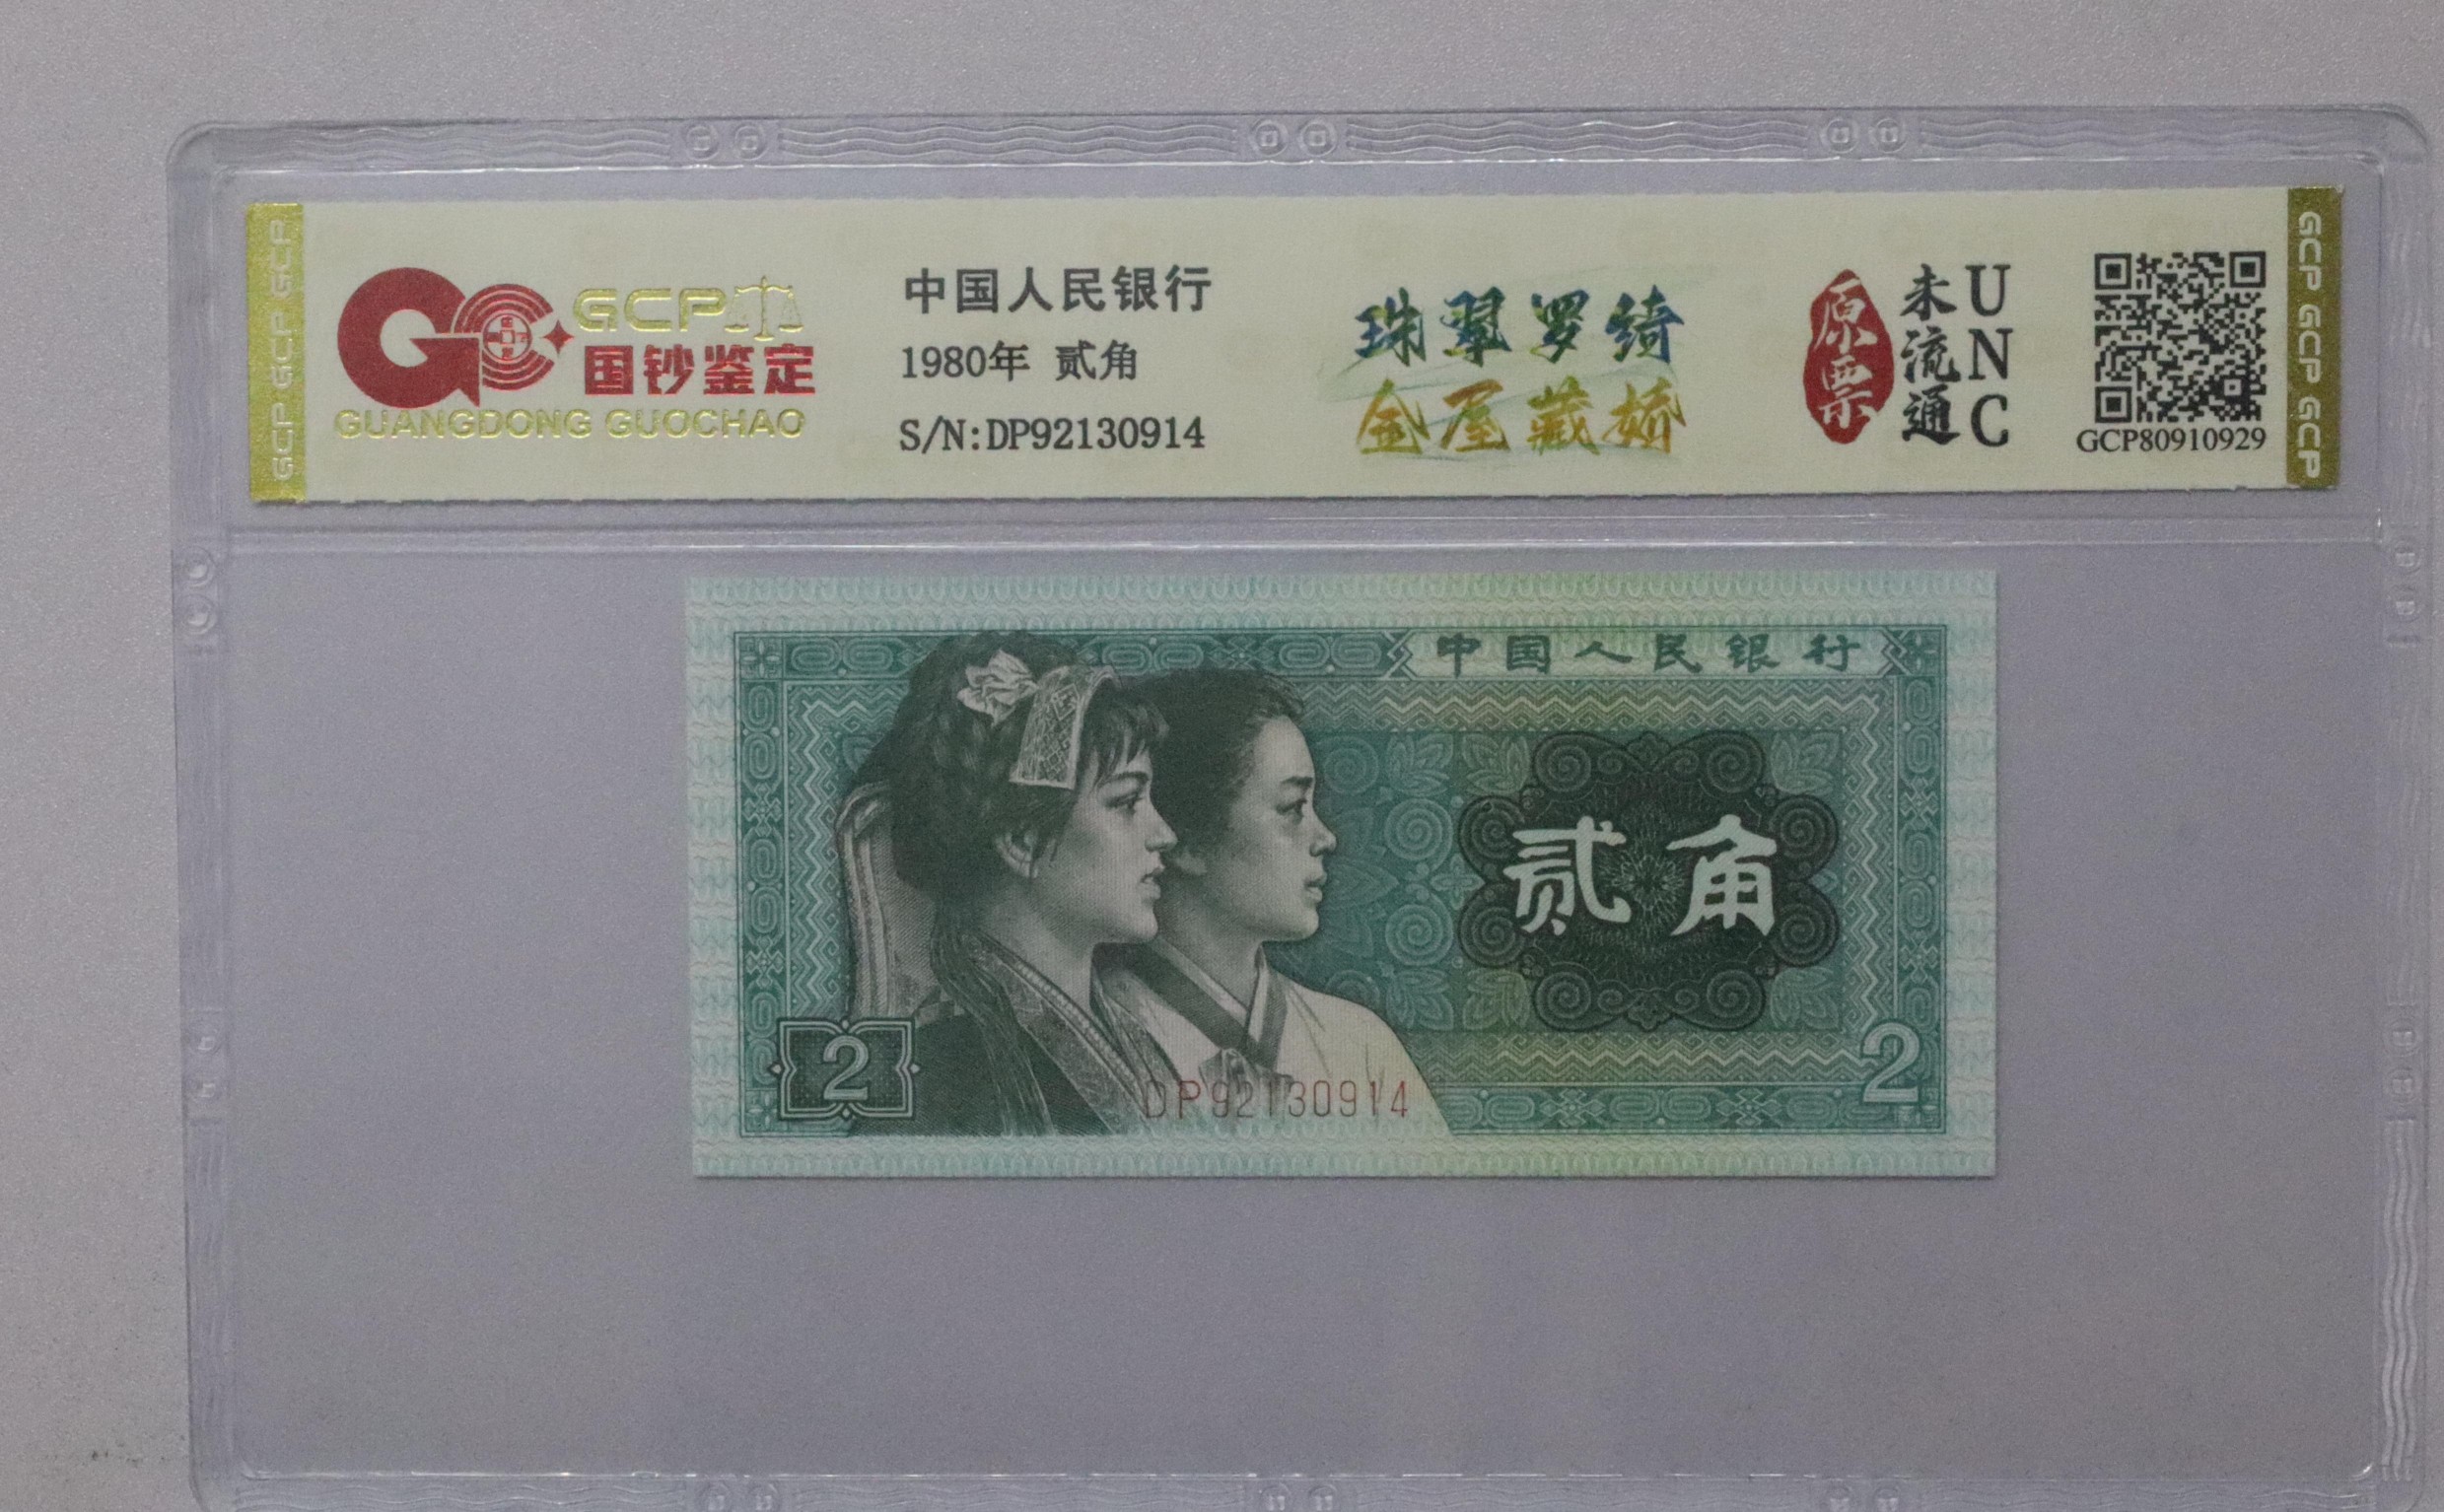 GCP GCP GCP
GCP
国钞鉴定
GUANGDONG GUOCHAO
中国人民银行
1980年 贰角
S/N:DP92130914
珠翠罗绮
金屋藏娇
原票
未流通
UNC
GCP80910929
GCP GCP GCP
中国人民银行
贰角
2
DP92130914
2